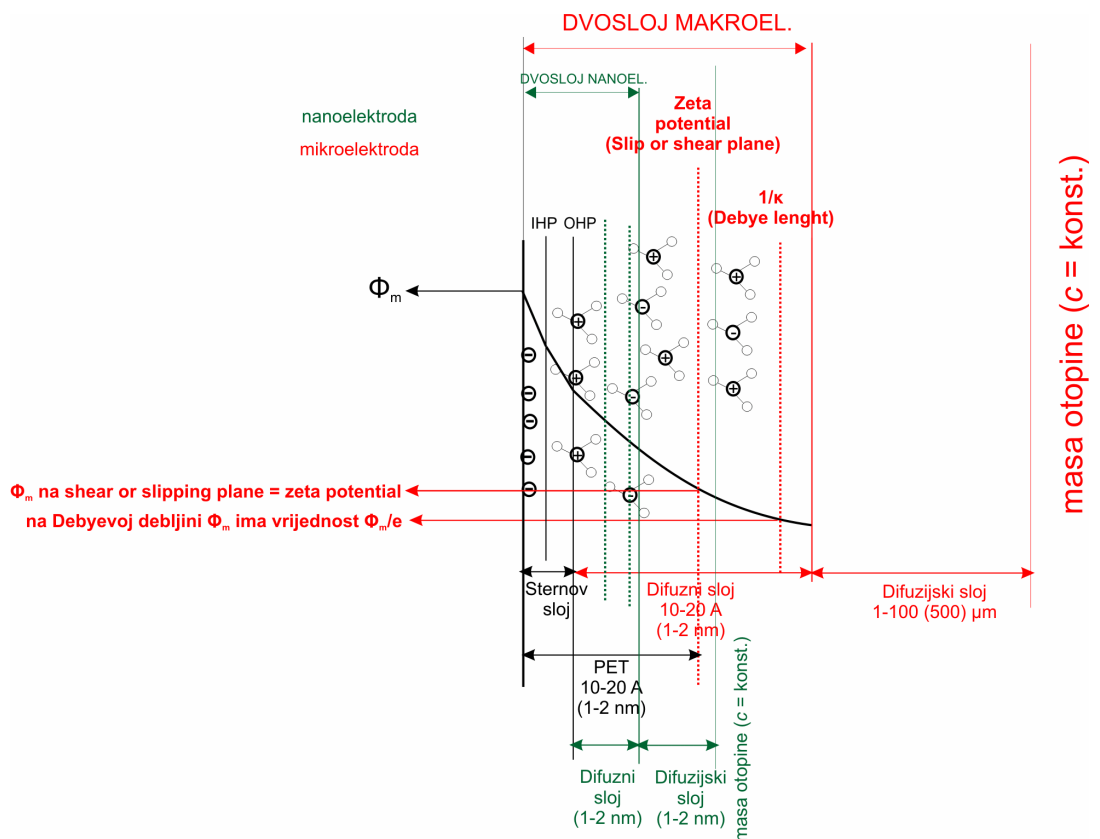 DVOSLOJ MAKROEL.
DVOSLOJ NANOEL.
nanoelektroda
mikroelektroda
Zeta
potential
(Slip or shear plane)
1/κ
(Debye lenght)
IHP OHP
Φm
masa otopine (c = konst.)
Φm na shear or slipping plane = zeta potential
na Debyevoj debljini Φm ima vrijednost Φm/e
Sternov
sloj
Difuzni sloj
10-20 A
(1-2 nm)
Difuzijski sloj
1-100 (500) µm
PET
10-20 A
(1-2 nm)
Difuzni
sloj
(1-2 nm)
Difuzijski
sloj
(1-2 nm)
masa otopine (c = konst.)